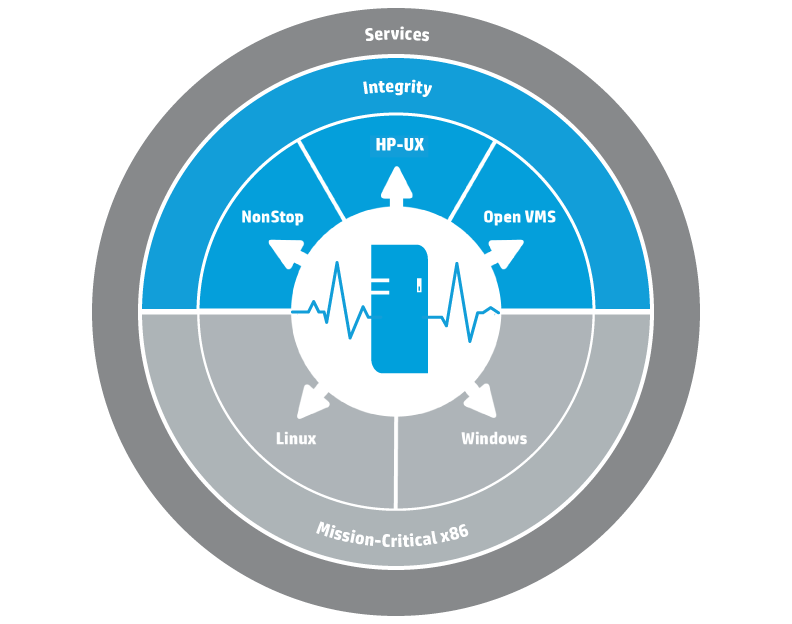 Services
Integrity
HP-UX
NonStop
Open VMS
Linux
Windows
Mission-Critical x86